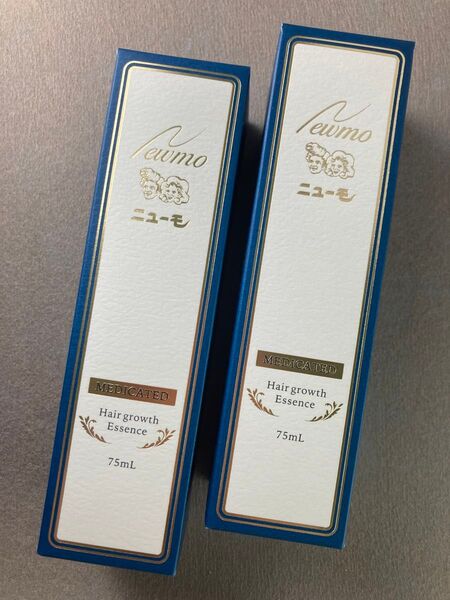 Newmo
ニューモ
MEDICATED
Hair growth
Essence
75mL
Newmo
ニューモ
MEDICATED
Hair growth
Essence
75mL